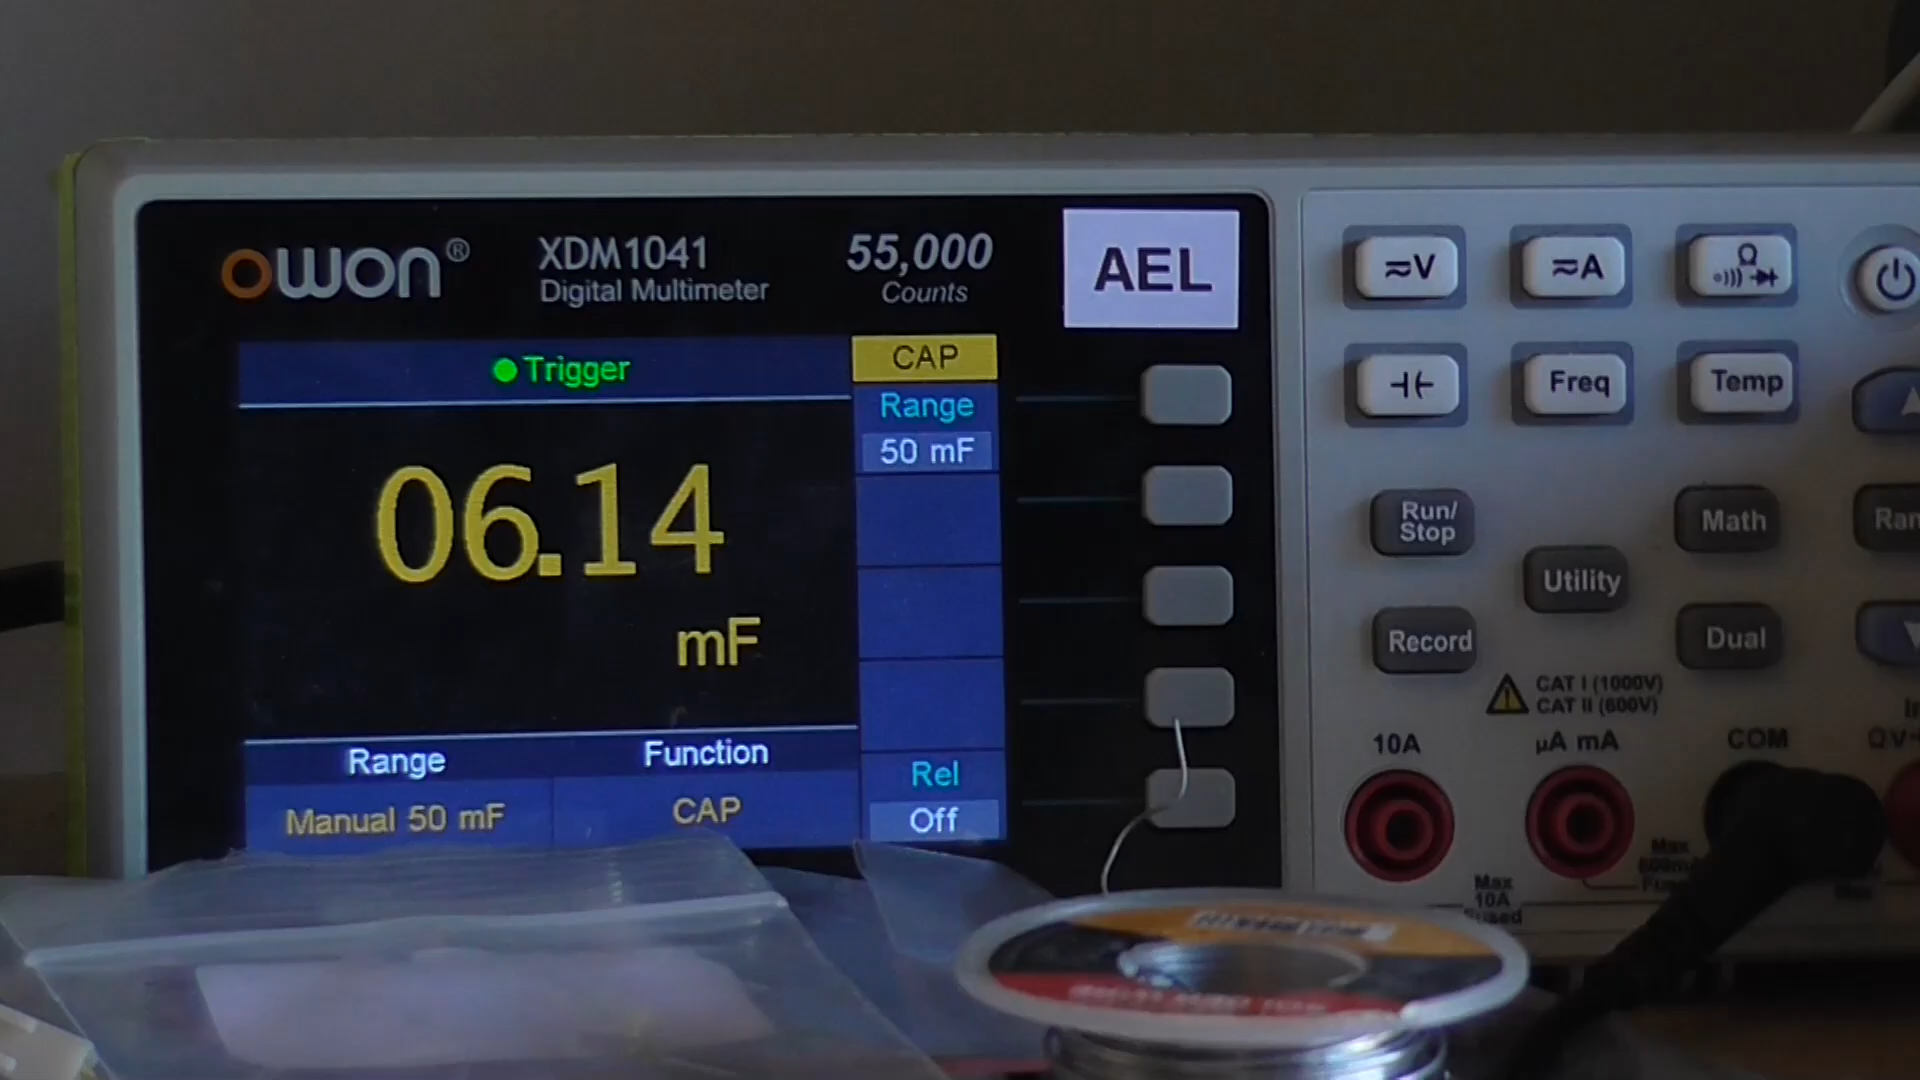 owon®
XDM1041
Digital Multimeter
55,000
Counts
AEL
Trigger
CAP
Range
50 mF
06.14
mF
Range
Function
Manual 50 mF
CAP
Rel
Off
≂V
≂A
Ω
Freq
Temp
Run/
Stop
Math
Utility
Record
Dual
CAT I (1000V)
CAT II (600V)
10A
µA mA
COM
Max
10A
Fused